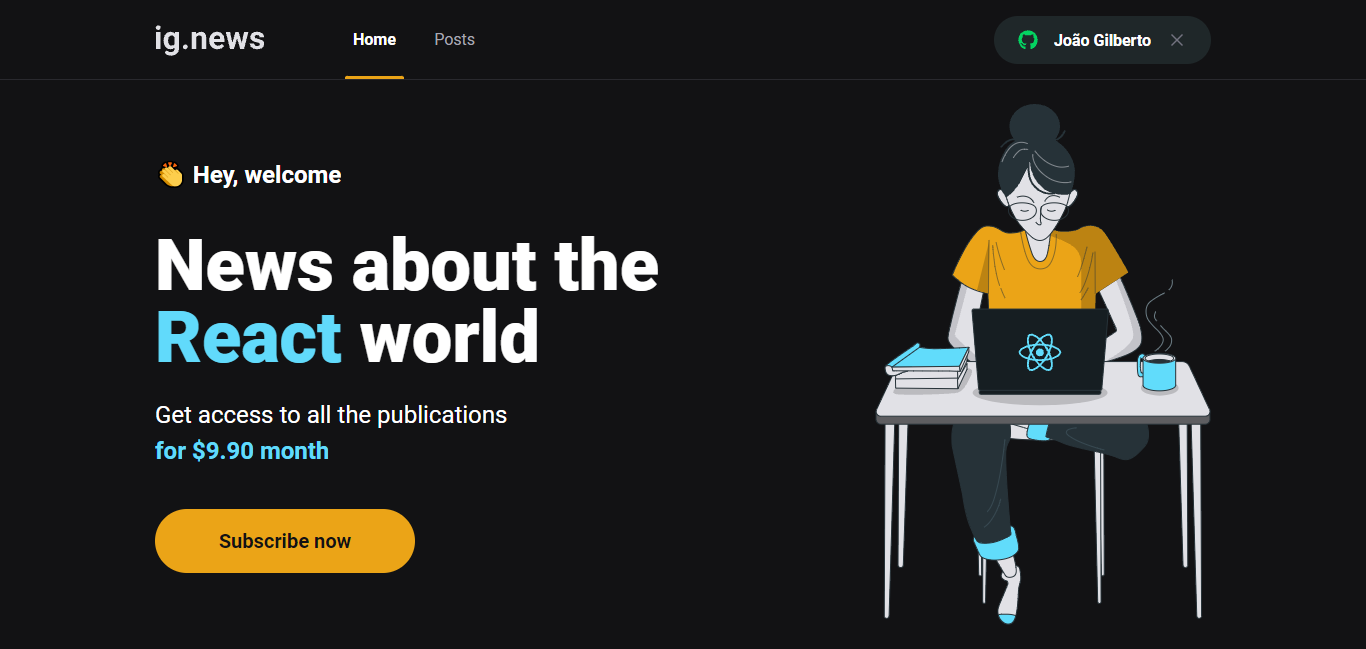 ig.news
Home
Posts
João Gilberto
👏 Hey, welcome
News about the
React world
Get access to all the publications
for $9.90 month
Subscribe now